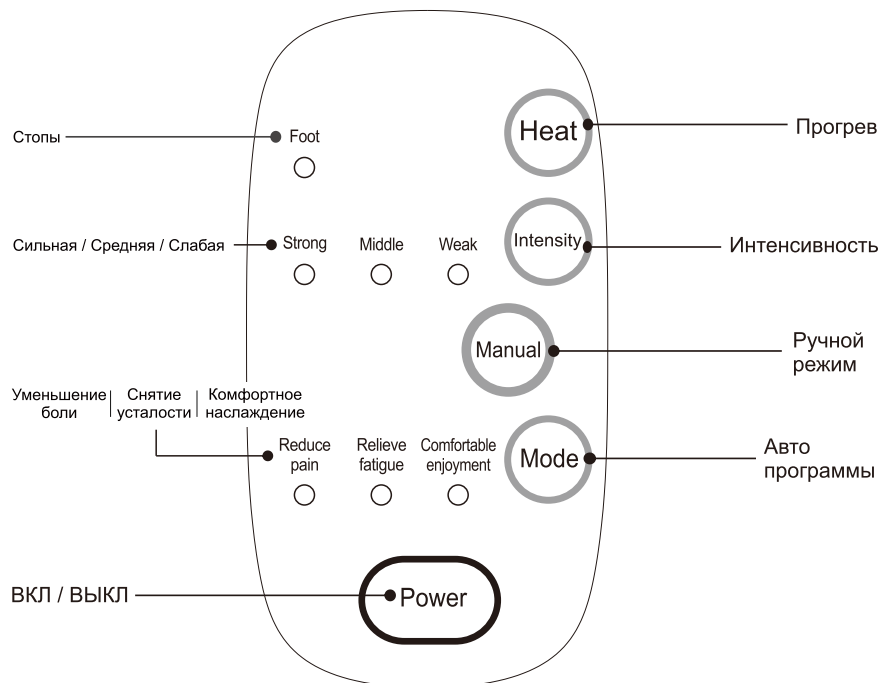 Стопы
Foot
Heat
Прогрев
Сильная / Средняя / Слабая
Strong
Middle
Weak
Intensity
Интенсивность
Manual
Ручной
режим
Уменьшение
боли
Снятие
усталости
Комфортное
наслаждение
Reduce
pain
Relieve
fatigue
Comfortable
enjoyment
Mode
Авто
программы
ВКЛ / ВЫКЛ
Power